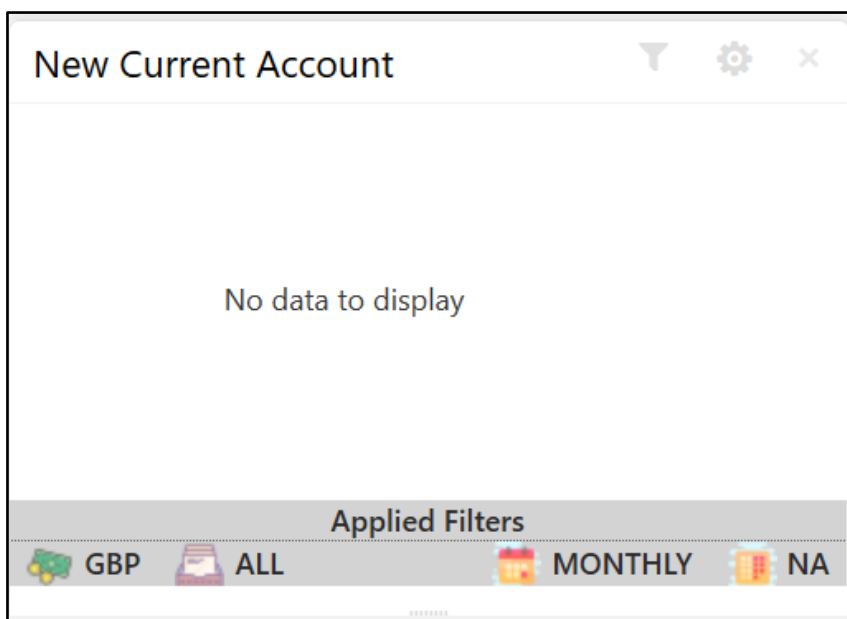 New Current Account
No data to display
Applied Filters
GBP ALL MONTHLY NA